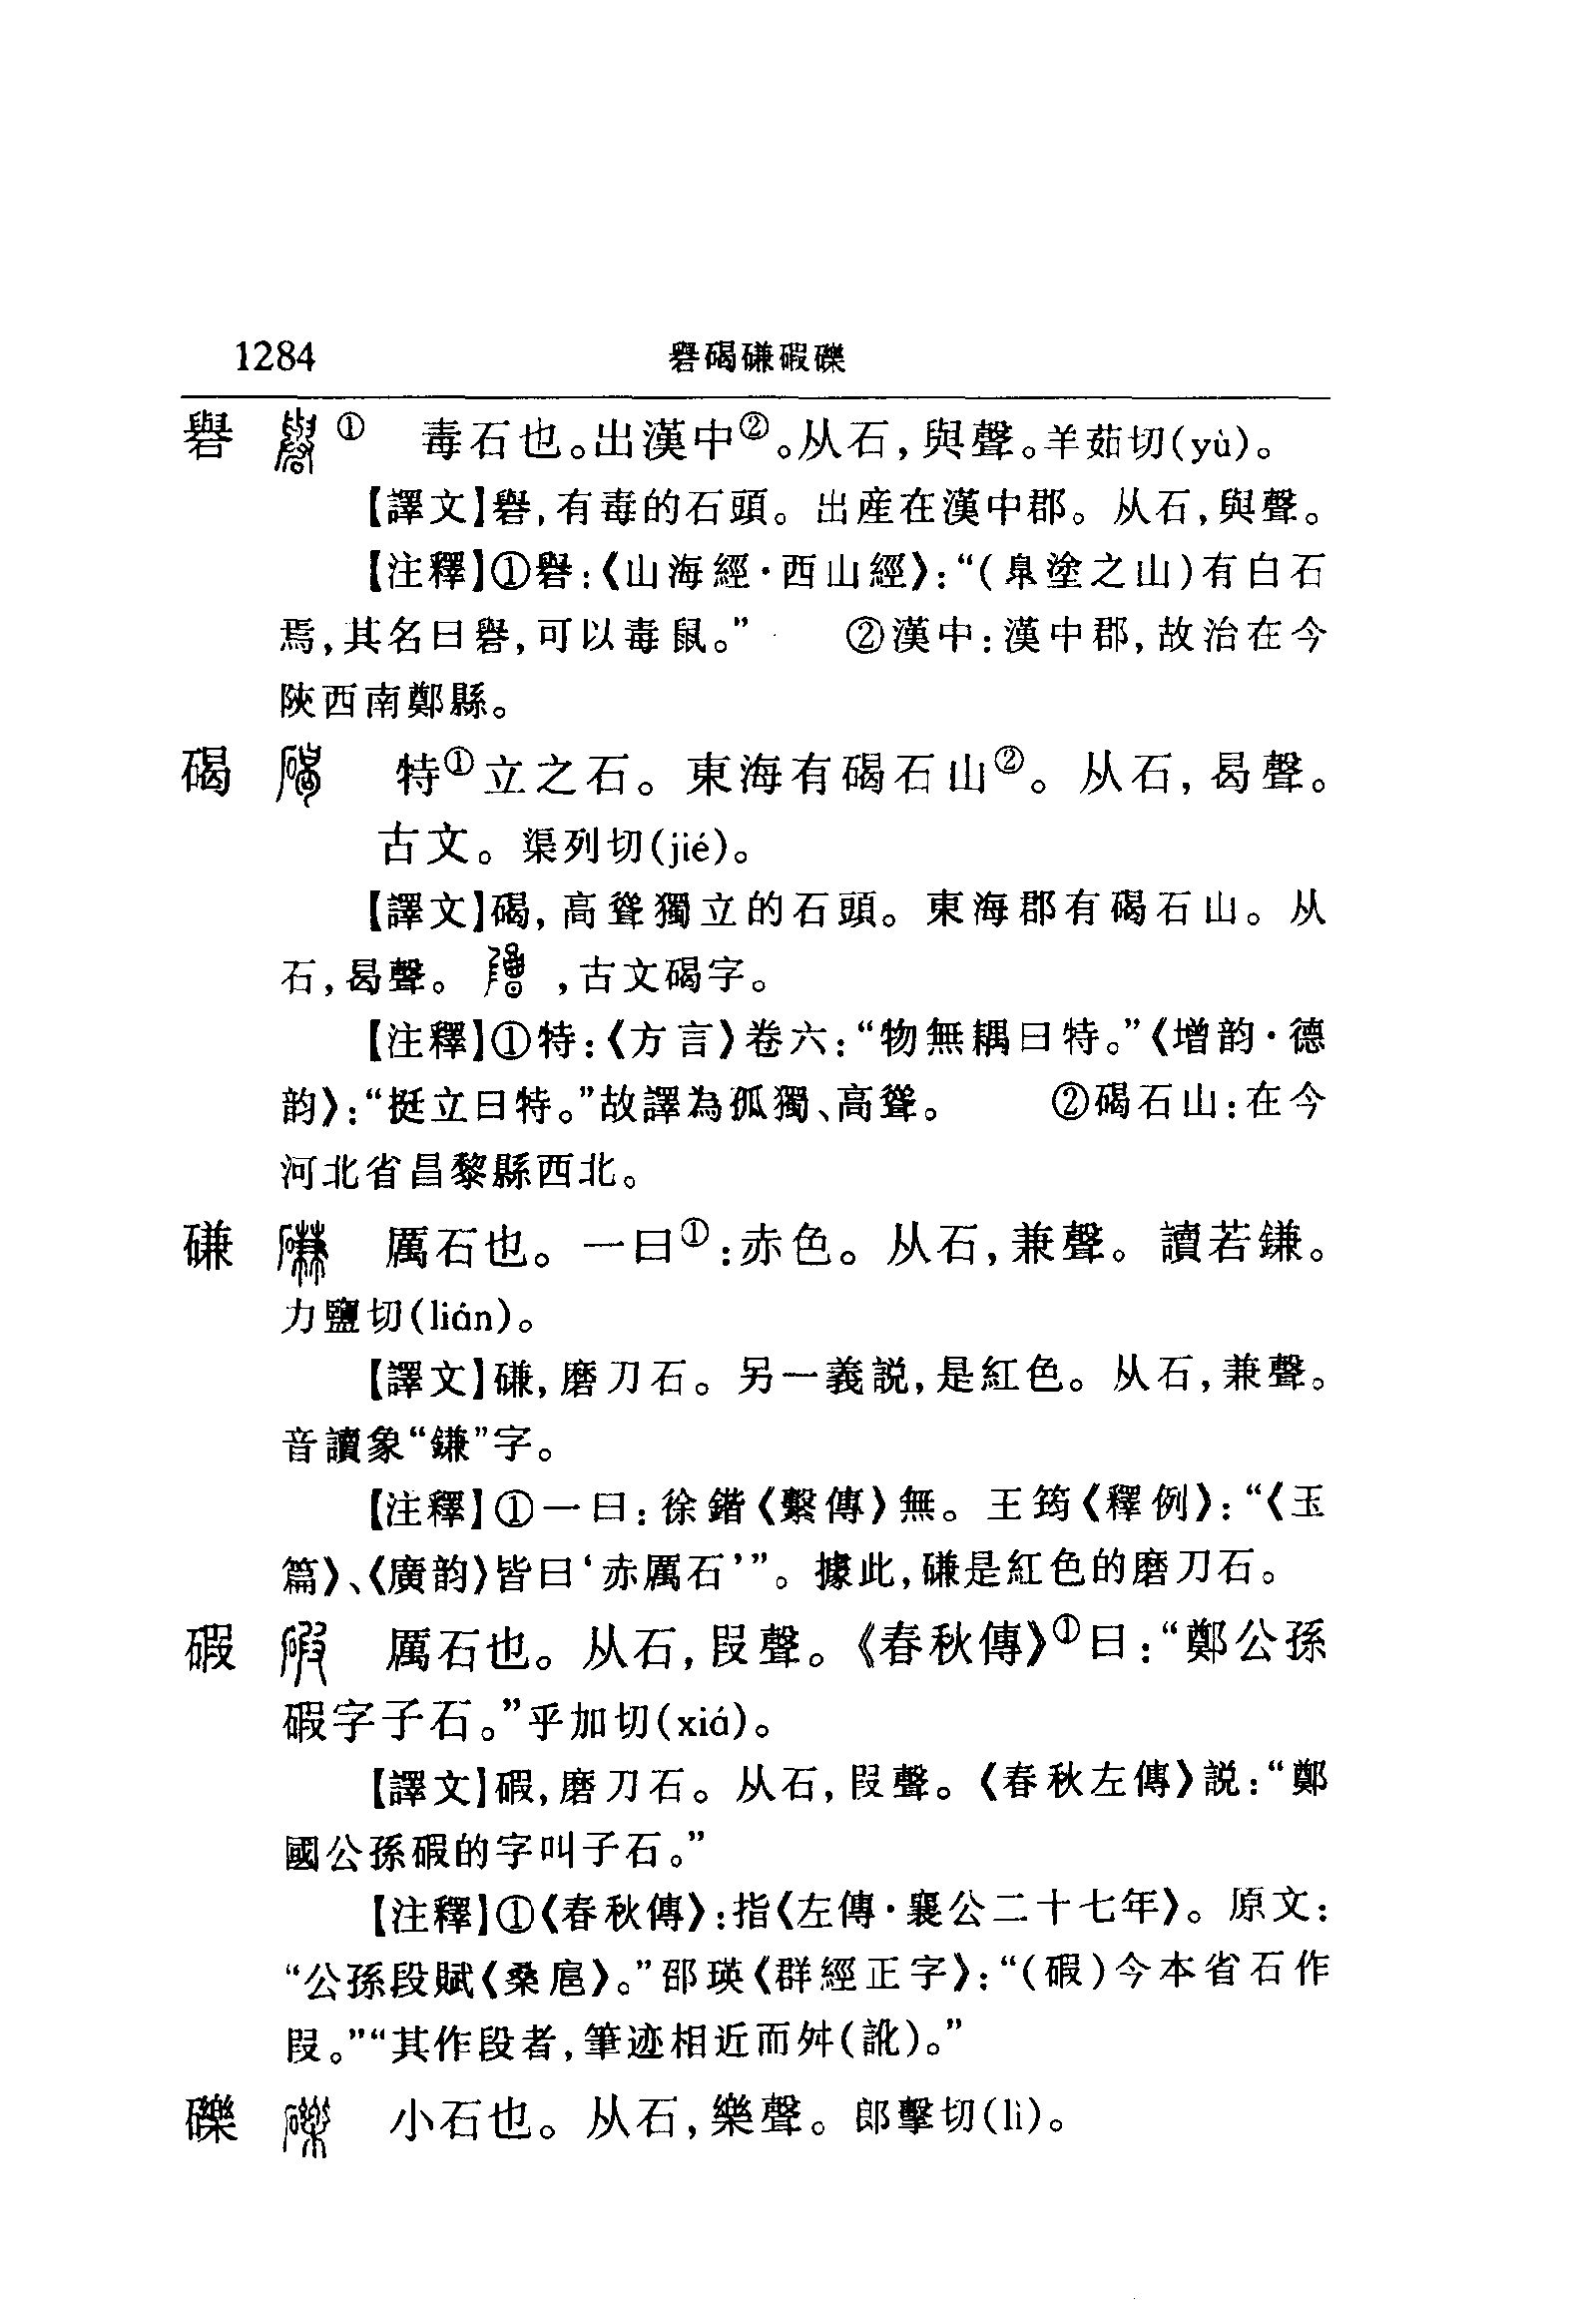 1284 礜碣磏碬礫
礜 ① 毒石也。出漢中②。从石,與聲。羊茹切(yù)。
【譯文】礜,有毒的石頭。出産在漢中郡。从石,與聲。
【注釋】①礜:《山海經·西山經》:“(臯塗之山)有白石
焉,其名曰礜,可以毒鼠。” ②漢中:漢中郡,故治在今
陝西南鄭縣。
碣 特①立之石。東海有碣石山②。从石,曷聲。
古文。渠列切(jié)。
【譯文】碣,高聳獨立的石頭。東海郡有碣石山。从
石,曷聲。 ,古文碣字。
【注釋】①特:《方言》卷六:“物無耦曰特。”《增韵·德
韵》:“挺立曰特。”故譯為孤獨、高聳。 ②碣石山:在今
河北省昌黎縣西北。
磏 厲石也。一曰①:赤色。从石,兼聲。讀若鎌。
力鹽切(lián)。
【譯文】磏,磨刀石。另一義説,是紅色。从石,兼聲。
音讀象“鎌”字。
【注釋】①一曰:徐鍇《繫傳》無。王筠《釋例》:“《玉
篇》、《廣韵》皆曰‘赤厲石’”。據此,磏是紅色的磨刀石。
碬 厲石也。从石,叚聲。《春秋傳》①曰:“鄭公孫
碬字子石。”乎加切(xiá)。
【譯文】碬,磨刀石。从石,叚聲。《春秋左傳》説:“鄭
國公孫碬的字叫子石。”
【注釋】①《春秋傳》:指《左傳·襄公二十七年》。原文:
“公孫段賦《桑扈》。”邵瑛《群經正字》:“(碬)今本省石作
叚。”“其作段者,筆迹相近而舛(訛)。”
礫 小石也。从石,樂聲。郎擊切(lì)。